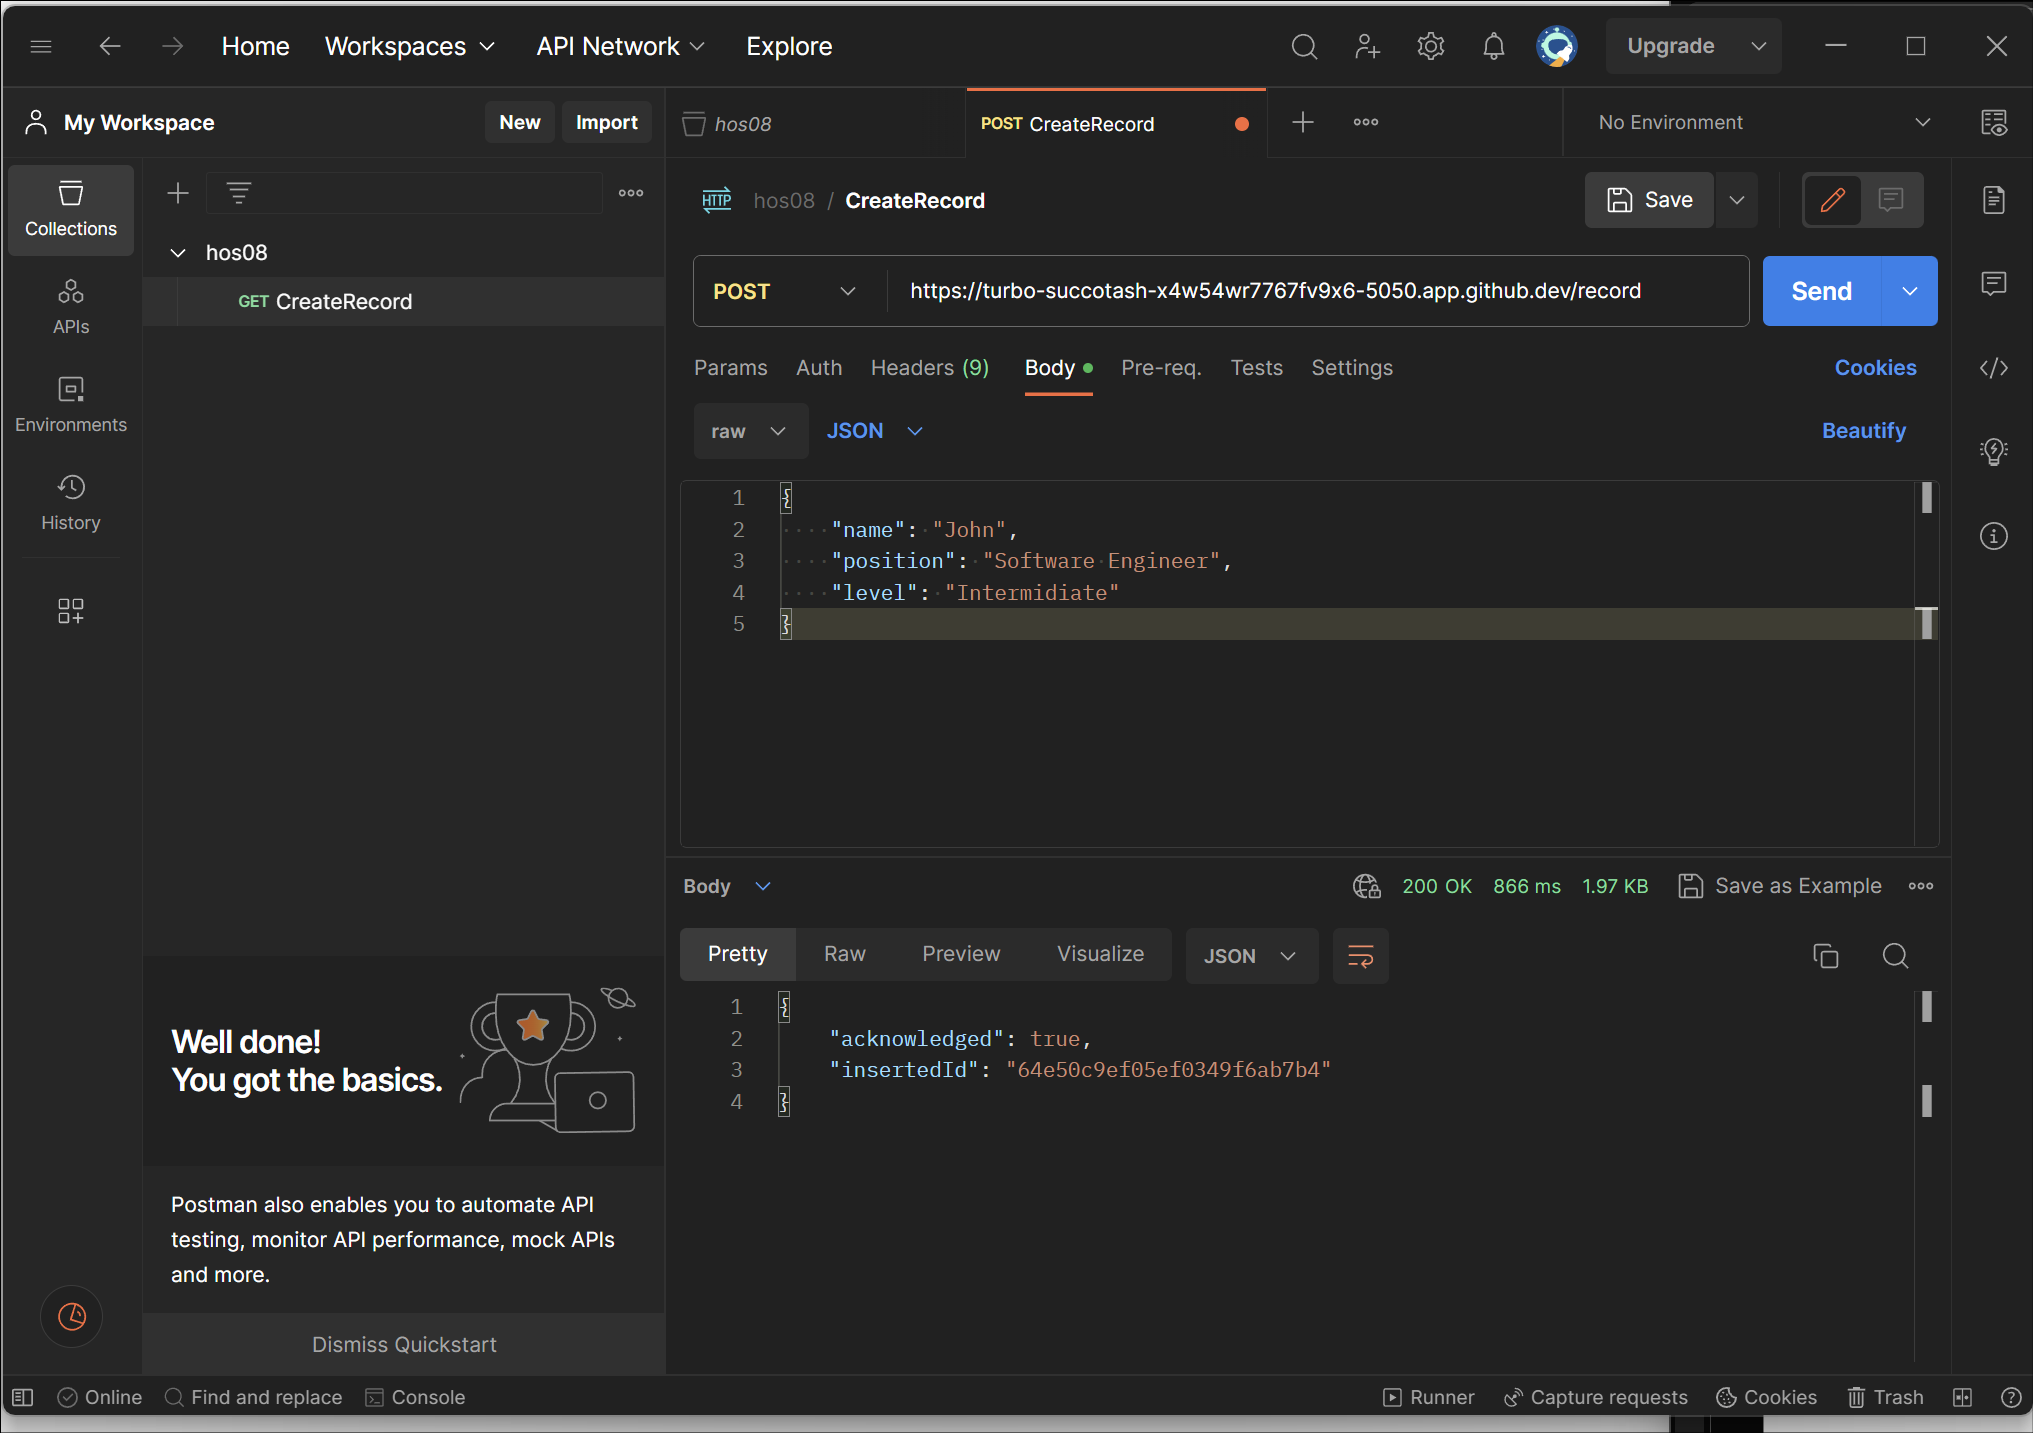 Home Workspaces API Network Explore Upgrade
My Workspace New Import
hos08 POST CreateRecord No Environment
Collections
APIs
Environments
History
hos08
GET CreateRecord
HTTP hos08 / CreateRecord Save
POST https://turbo-succotash-x4w54wr7767fv9x6-5050.app.github.dev/record Send
Params Auth Headers (9) Body Pre-req. Tests Settings Cookies
raw JSON Beautify
1 {
2 "name": "John",
3 "position": "Software Engineer",
4 "level": "Intermidiate"
5 }
Body 200 OK 866 ms 1.97 KB Save as Example
Pretty Raw Preview Visualize JSON
1 {
2 "acknowledged": true,
3 "insertedId": "64e50c9ef05ef0349f6ab7b4"
4 }
Well done!
You got the basics.
Postman also enables you to automate API
testing, monitor API performance, mock APIs
and more.
Dismiss Quickstart
Online Find and replace Console Runner Capture requests Cookies Trash